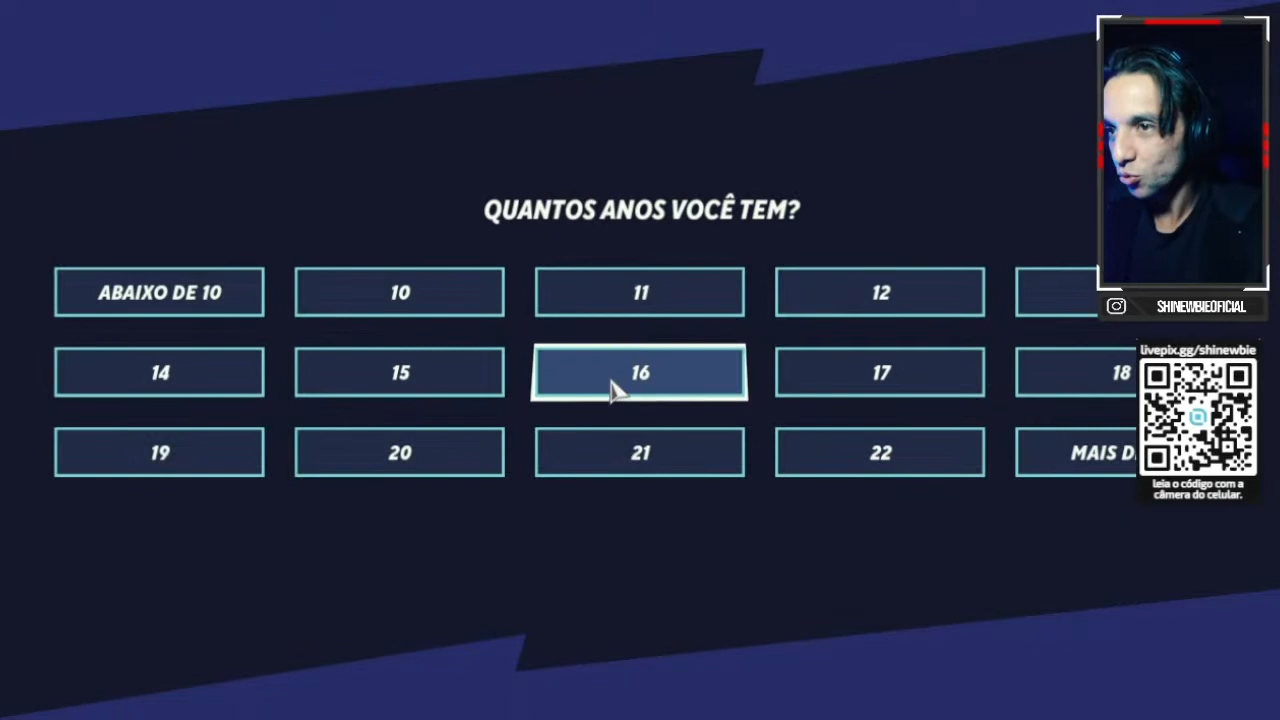 QUANTOS ANOS VOCÊ TEM?
ABAIXO DE 10
10
11
12
14
15
16
17
18
19
20
21
22
MAIS D
SHINEWBIEOFICIAL
livepix.gg/shinewbie
leia o código com a
câmera do celular.